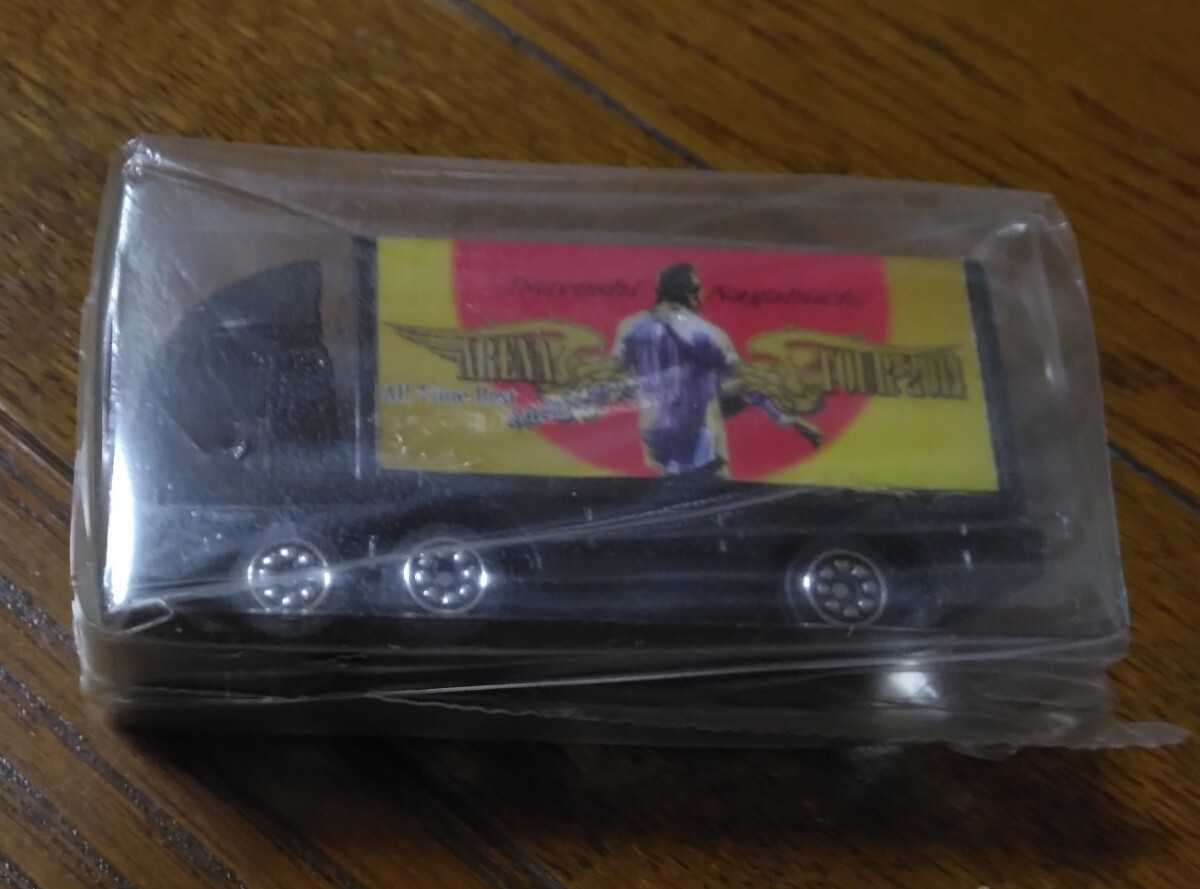 Tsuyoshi Nagabuchi
ARENA TOUR 2014
All Time Best